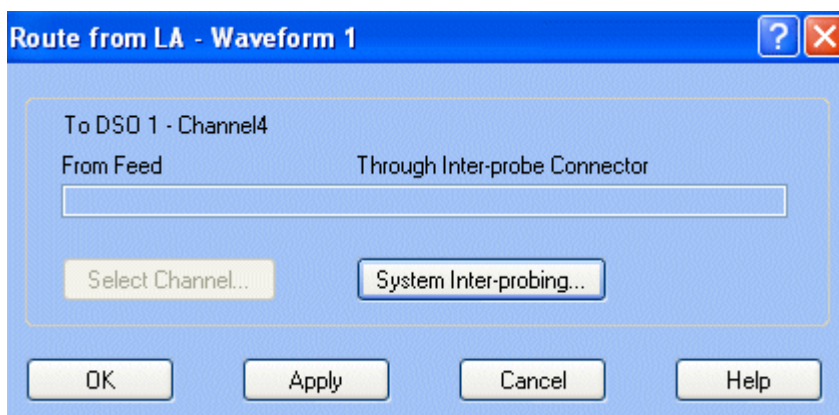 Route from LA - Waveform 1
To DSO 1 - Channel4
From Feed Through Inter-probe Connector
Select Channel... System Inter-probing...
OK Apply Cancel Help